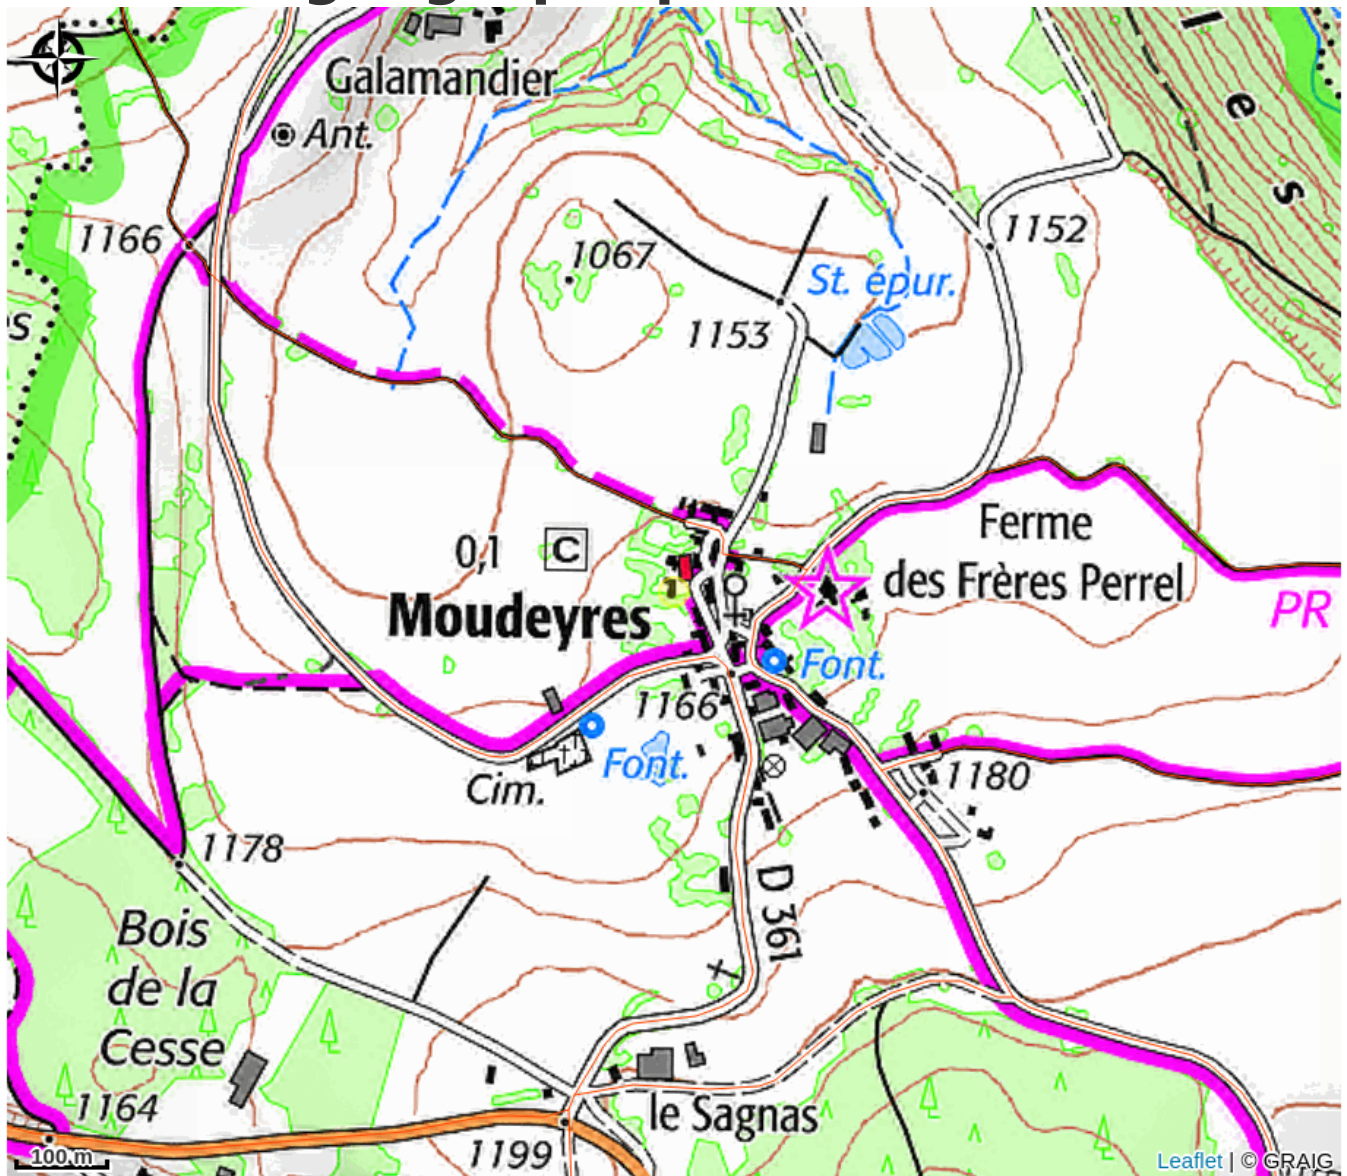 Galamandier
Ant.
l
e
s
1166
1152
1067
St. épur.
1153
Ferme
des Frères Perrel
0,1 C
Moudeyres
PR
Font.
1166
Font.
Cim.
1180
1178
D 361
Bois
de la
Cesse
1164
le Sagnas
1199
100 m
Leaflet | © GRAIG